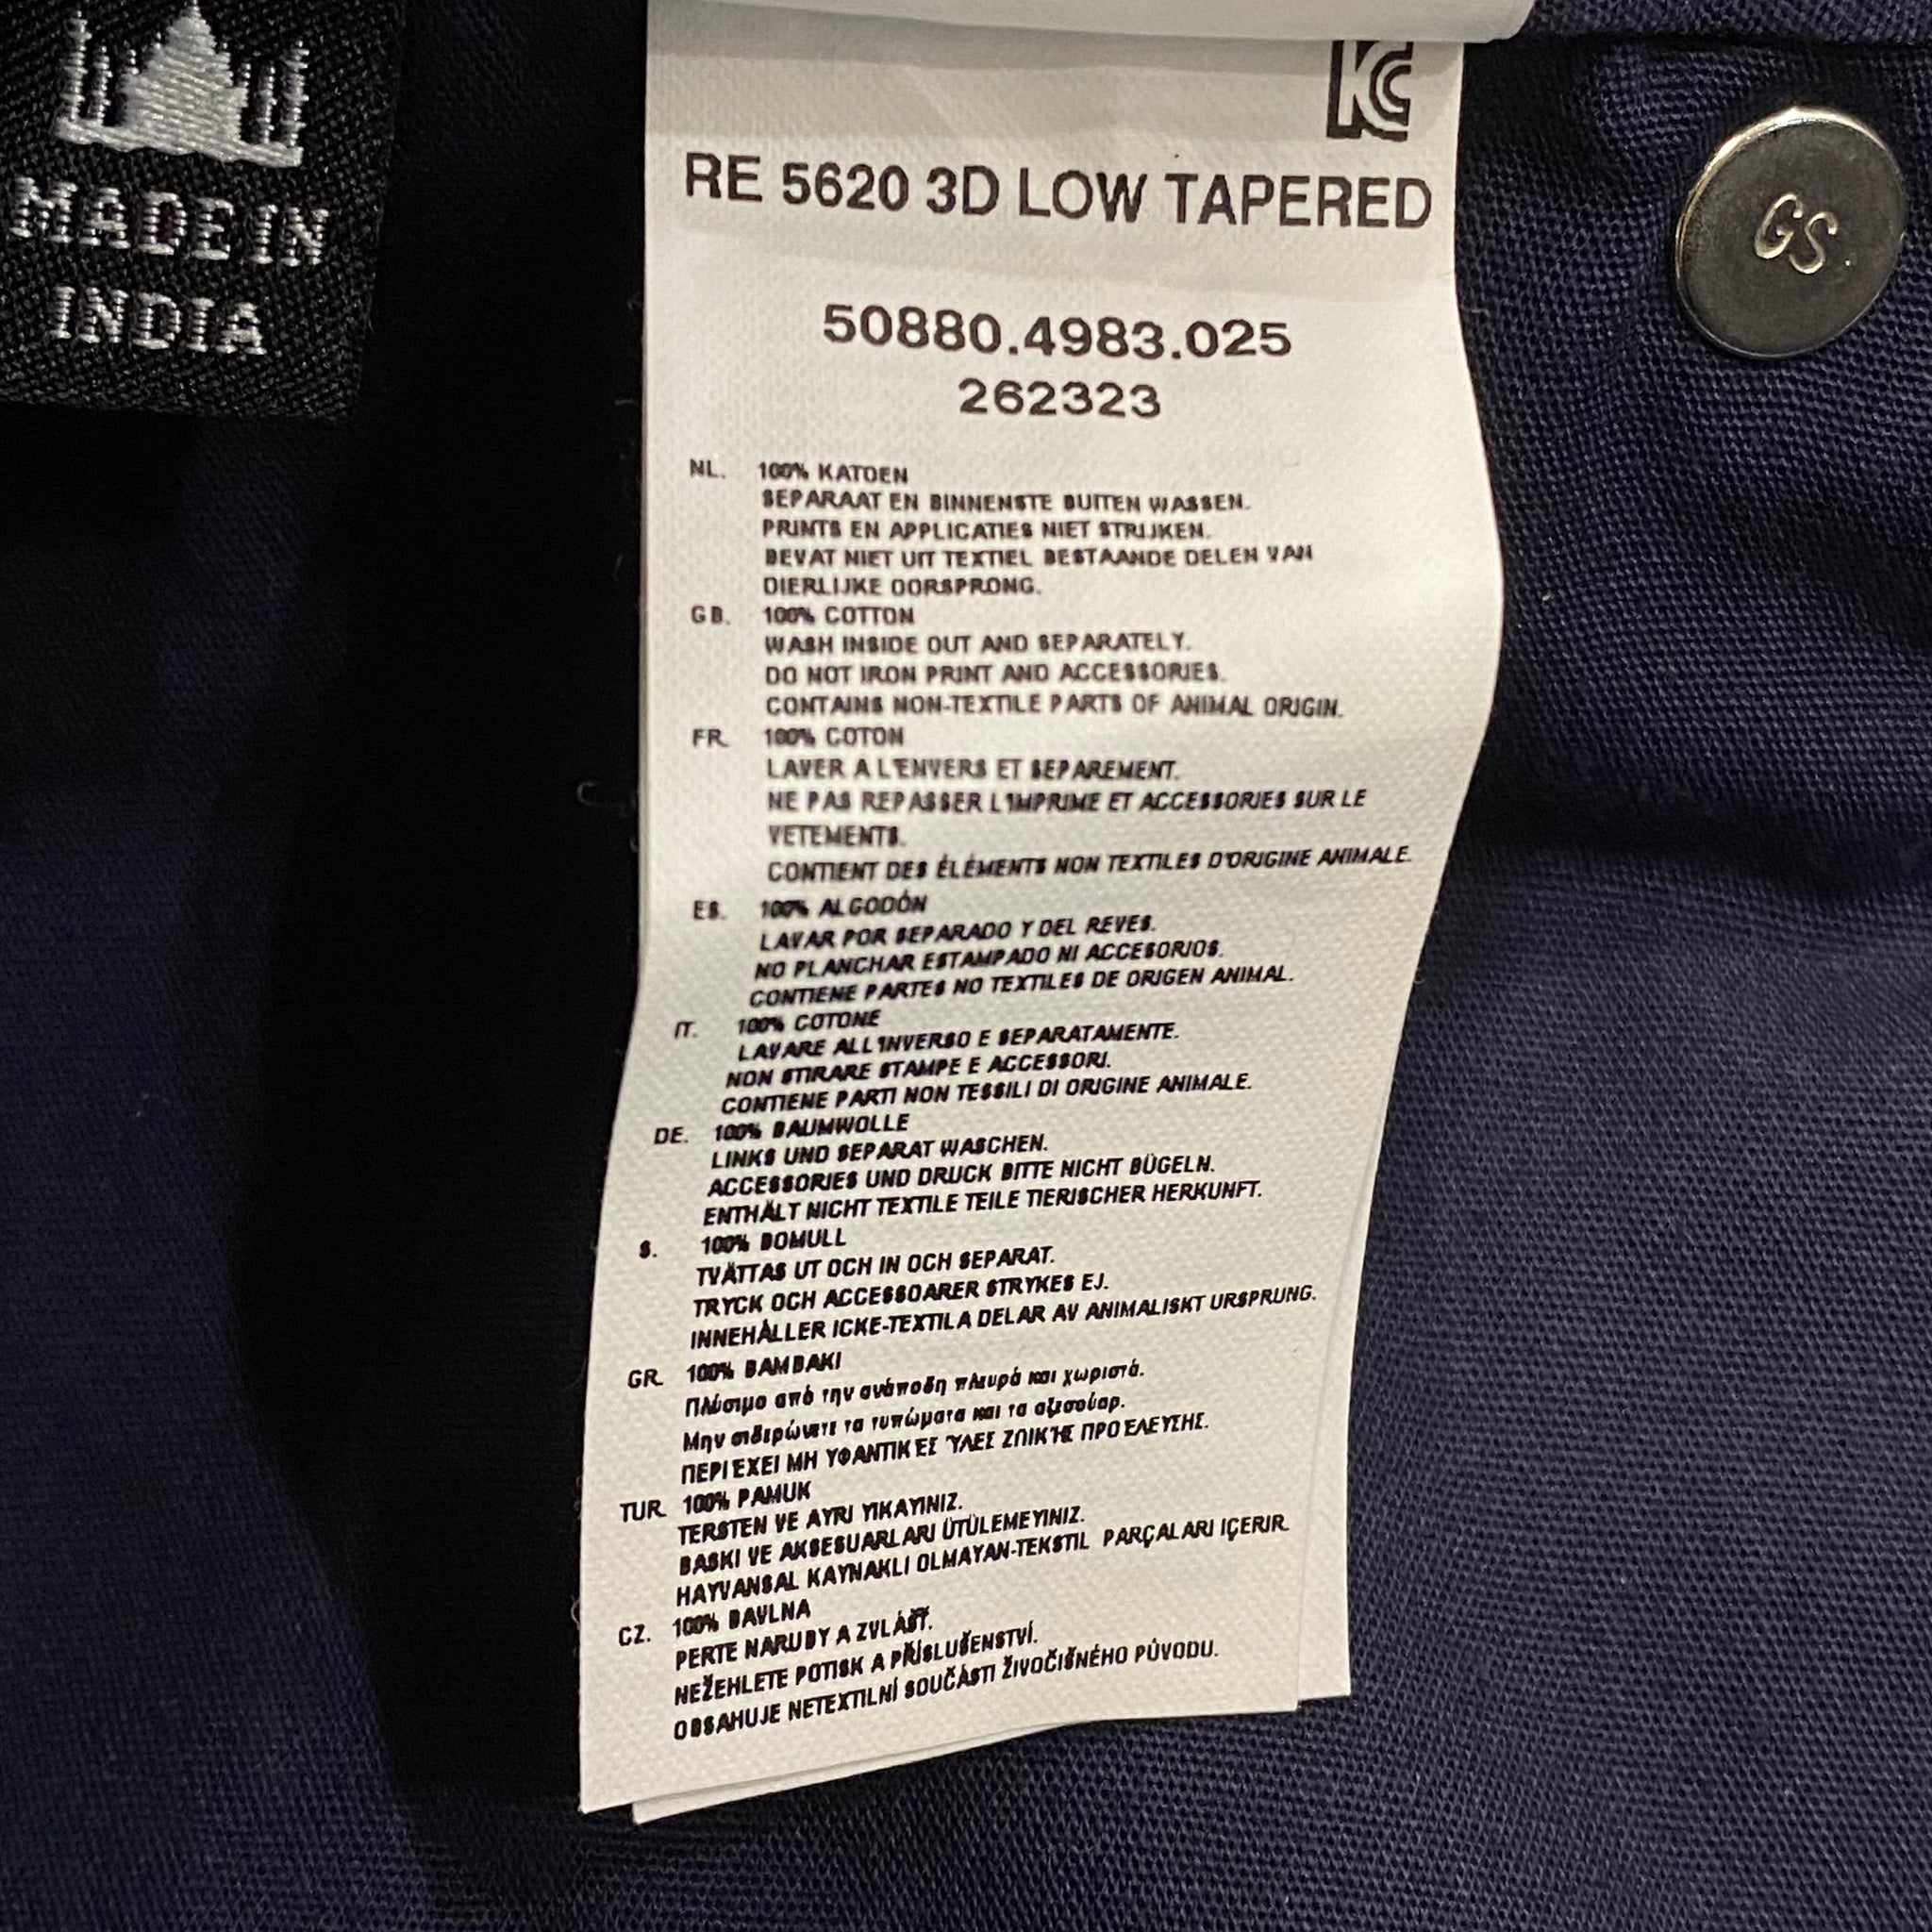 MADE IN
INDIA
KC
RE 5620 3D LOW TAPERED
GS
50880.4983.025
262323
NL. 100% KATOEN
SEPARAAT EN BINNENSTE BUITEN WASSEN.
PRINTS EN APPLICATIES NIET STRIJKEN.
BEVAT NIET UIT TEXTIEL BESTAANDE DELEN VAN
DIERLIJKE OORSPRONG.
GB. 100% COTTON
WASH INSIDE OUT AND SEPARATELY.
DO NOT IRON PRINT AND ACCESSORIES.
CONTAINS NON-TEXTILE PARTS OF ANIMAL ORIGIN.
FR. 100% COTON
LAVER A L'ENVERS ET SEPAREMENT.
NE PAS REPASSER L'IMPRIME ET ACCESSORIES SUR LE
VETEMENTS.
CONTIENT DES ÉLÉMENTS NON TEXTILES D'ORIGINE ANIMALE.
ES. 100% ALGODÓN
LAVAR POR SEPARADO Y DEL REVES.
NO PLANCHAR ESTAMPADO NI ACCESORIOS.
CONTIENE PARTES NO TEXTILES DE ORIGEN ANIMAL.
IT. 100% COTONE
LAVARE ALL'INVERSO E SEPARATAMENTE.
NON STIRARE STAMPE E ACCESSORI.
CONTIENE PARTI NON TESSILI DI ORIGINE ANIMALE.
DE. 100% BAUMWOLLE
LINKS UND SEPARAT WASCHEN.
ACCESSORIES UND DRUCK BITTE NICHT BÜGELN.
ENTHÄLT NICHT TEXTILE TEILE TIERISCHER HERKUNFT.
S. 100% BOMULL
TVÄTTAS UT OCH IN OCH SEPARAT.
TRYCK OCH ACCESSOARER STRYKES EJ.
INNEHÅLLER ICKE-TEXTILA DELAR AV ANIMALISKT URSPRUNG.
GR. 100% BAMBAKI
Πλύσιμο από την ανάποδη πλευρά και χωριστά.
Μην σιδερώνετε τα τυπώματα και τα αξεσούαρ.
ΠΕΡΙΈΧΕΙ ΜΗ ΥΦΑΝΤΙΚΈΣ ΎΛΕΣ ΖΩΙΚΉΣ ΠΡΟΈΛΕΥΣΗΣ.
TUR. 100% PAMUK
TERSTEN VE AYRI YIKAYINIZ.
BASKI VE AKSESUARLARI ÜTÜLEMEYINIZ.
HAYVANSAL KAYNAKLI OLMAYAN-TEKSTIL PARÇALARI IÇERIR.
CZ. 100% BAVLNA
PERTE NARUBY A ZVLÁŠŤ.
NEŽEHLETE POTISK A PŘÍSLUŠENSTVÍ.
OBSAHUJE NETEXTILNÍ SOUČÁSTI ŽIVOČIŠNÉHO PŮVODU.